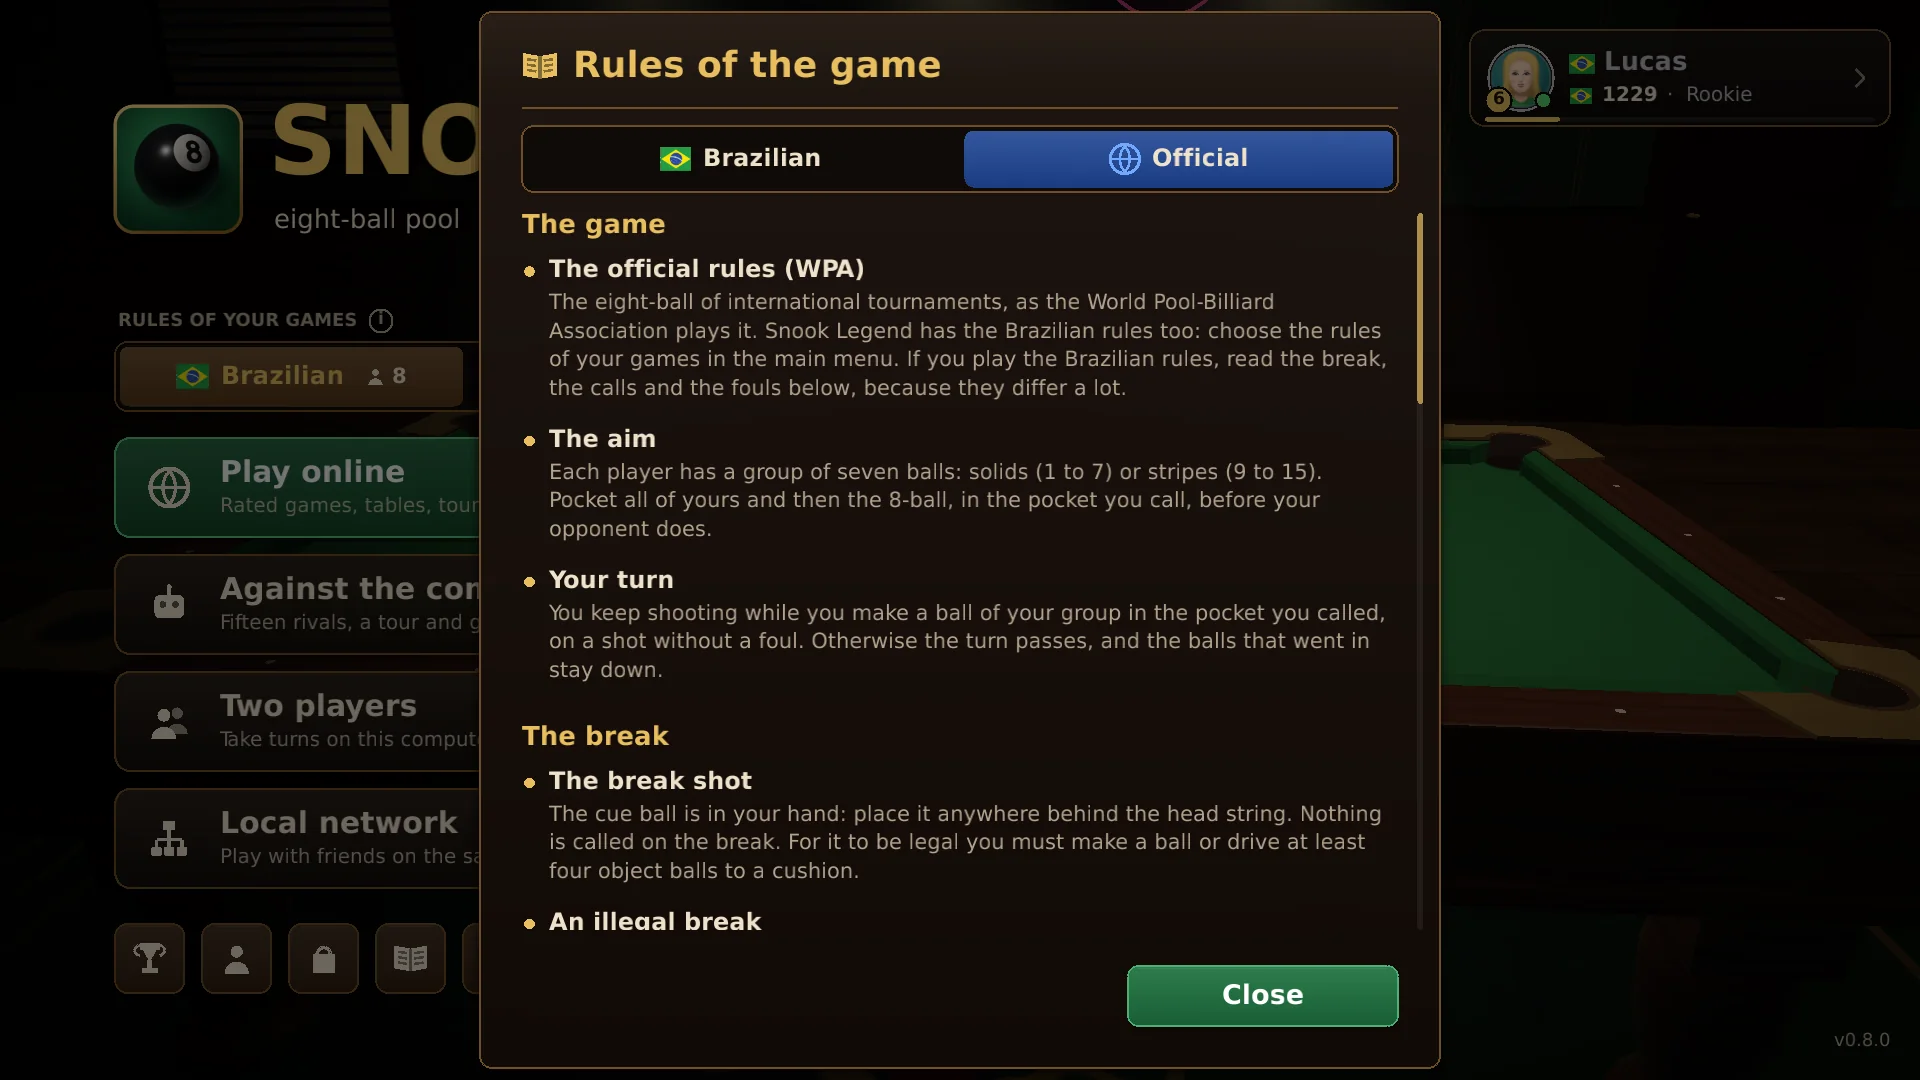 Rules of the game
Brazilian
Official
The game
The official rules (WPA)
The eight-ball of international tournaments, as the World Pool-Billiard
Association plays it. Snook Legend has the Brazilian rules too: choose the rules
of your games in the main menu. If you play the Brazilian rules, read the break,
the calls and the fouls below, because they differ a lot.
The aim
Each player has a group of seven balls: solids (1 to 7) or stripes (9 to 15).
Pocket all of yours and then the 8-ball, in the pocket you call, before your
opponent does.
Your turn
You keep shooting while you make a ball of your group in the pocket you called,
on a shot without a foul. Otherwise the turn passes, and the balls that went in
stay down.
The break
The break shot
The cue ball is in your hand: place it anywhere behind the head string. Nothing
is called on the break. For it to be legal you must make a ball or drive at least
four object balls to a cushion.
An illegal break
Close
8
SNO
eight-ball pool
RULES OF YOUR GAMES
Brazilian 8
Play online
Rated games, tables, tour
Against the con
Fifteen rivals, a tour and g
Two players
Take turns on this compute
Local network
Play with friends on the sa
Lucas
6
1229 · Rookie
v0.8.0